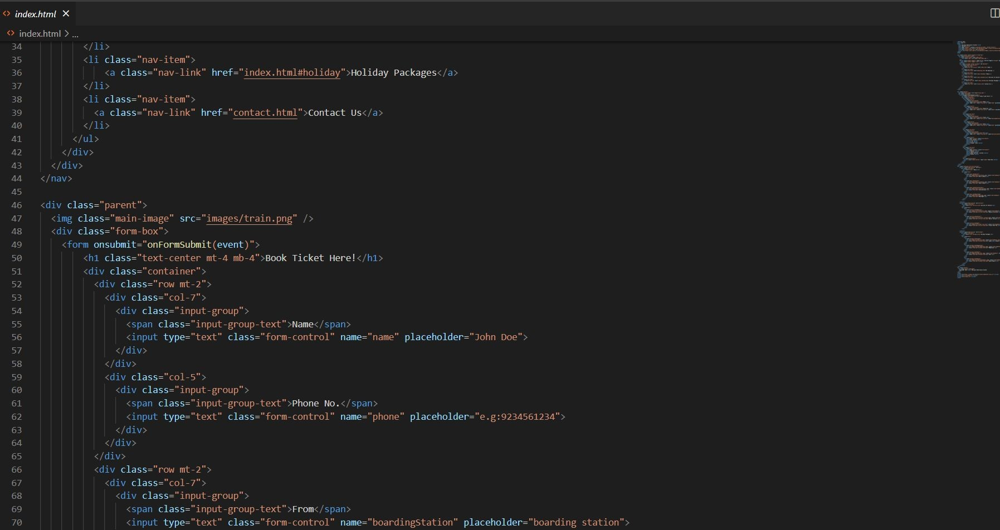 index.html
index.html > ...
34 </li>
35 <li class="nav-item">
36 <a class="nav-link" href="index.html#holiday">Holiday Packages</a>
37 </li>
38 <li class="nav-item">
39 <a class="nav-link" href="contact.html">Contact Us</a>
40 </li>
41 </ul>
42 </div>
43 </div>
44 </nav>
45
46 <div class="parent">
47 <img class="main-image" src="images/train.png" />
48 <div class="form-box">
49 <form onsubmit="onFormSubmit(event)">
50 <h1 class="text-center mt-4 mb-4">Book Ticket Here!</h1>
51 <div class="container">
52 <div class="row mt-2">
53 <div class="col-7">
54 <div class="input-group">
55 <span class="input-group-text">Name</span>
56 <input type="text" class="form-control" name="name" placeholder="John Doe">
57 </div>
58 </div>
59 <div class="col-5">
60 <div class="input-group">
61 <span class="input-group-text">Phone No.</span>
62 <input type="text" class="form-control" name="phone" placeholder="e.g:9234561234">
63 </div>
64 </div>
65 </div>
66 <div class="row mt-2">
67 <div class="col-7">
68 <div class="input-group">
69 <span class="input-group-text">From</span>
70 <input type="text" class="form-control" name="boardingStation" placeholder="boarding station">